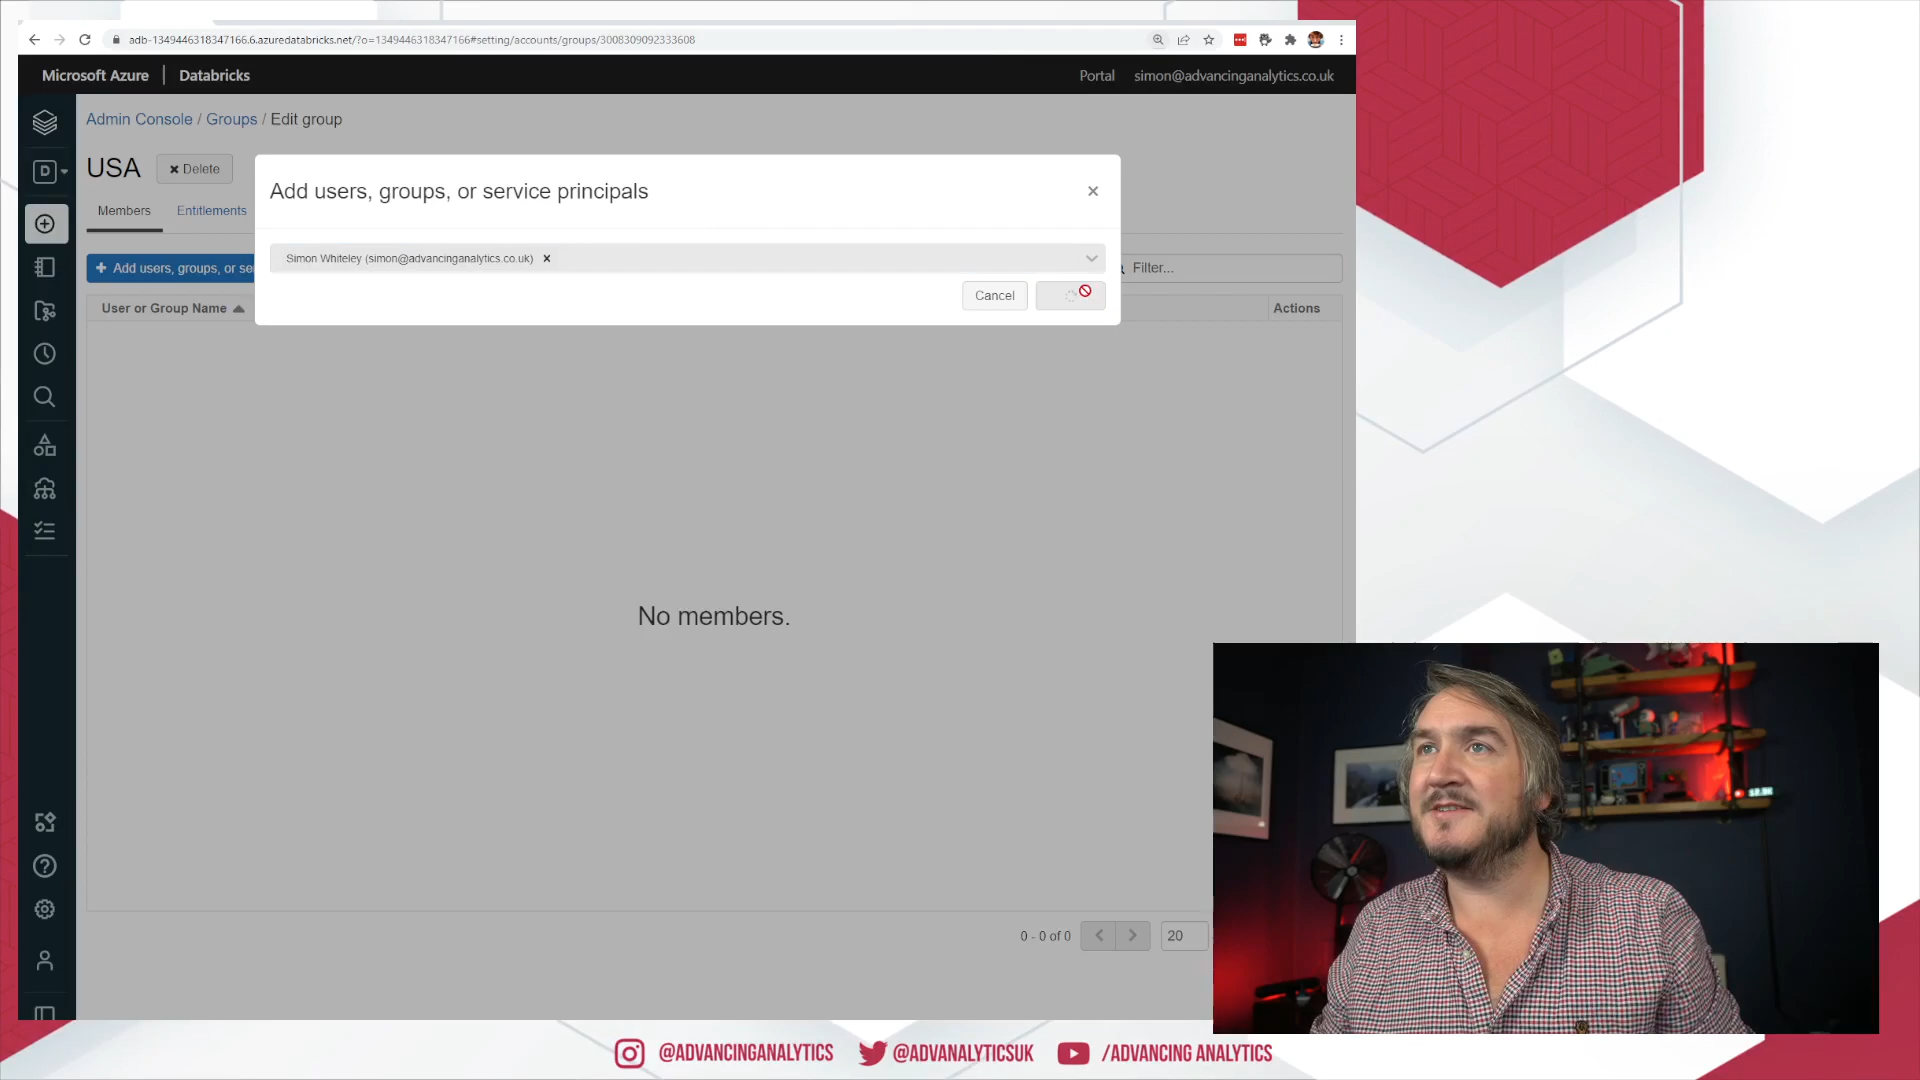 adb-1349446318347166.6.azuredatabricks.net/?o=1349446318347166#setting/accounts/groups/3008309092333608
Microsoft Azure | Databricks
Portal simon@advancinganalytics.co.uk
Admin Console / Groups / Edit group
D
USA
Delete
Members Entitlements
Add users, groups, or service principals
Simon Whiteley (simon@advancinganalytics.co.uk)
+ Add users, groups, or se
Filter...
Cancel
User or Group Name
Actions
No members.
0 - 0 of 0
20
@ADVANCINGANALYTICS
@ADVANALYTICSUK
/ADVANCING ANALYTICS